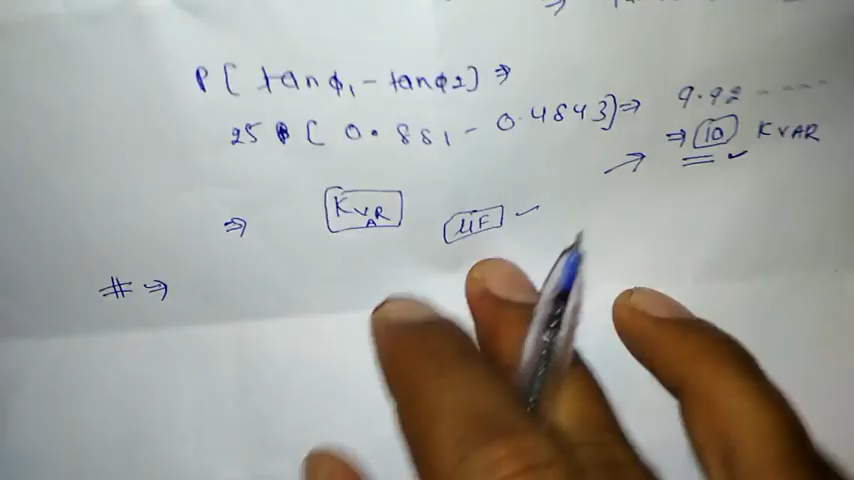 P[ tanφ₁ - tanφ2] ⇒
25 [ 0.881 - 0.4843] ⇒ 9.92 -----
⇒ 10 KVAR
⇒ KVAR µF ✓
# ⇒